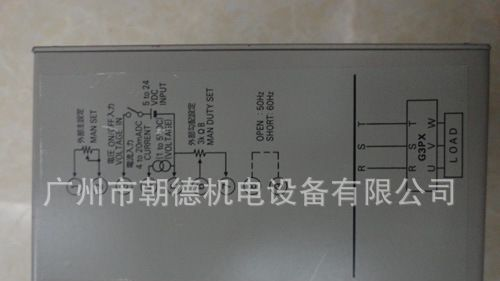 外部主設定
MAN SET
電圧 ON/OFF入力
VOLTAGE IN
電流入力
4 to 20mADC
CURRENT
(1 to 5VDC
VOLTAGE)
5 to 24
VDC
INPUT
外部勾配設定
3kΩ B
MAN DUTY SET
OPEN : 50Hz
SHORT : 60Hz
R S T
R S T
G3PX
U V W
LOAD
广州市朝德机电设备有限公司